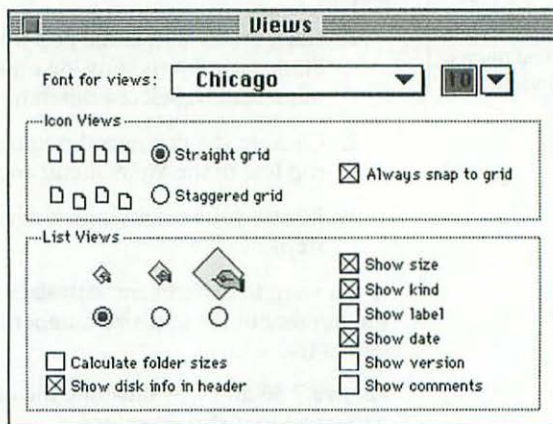 Views
Font for views: Chicago 10
Icon Views
Straight grid
Always snap to grid
Staggered grid
List Views
Show size
Show kind
Show label
Show date
Calculate folder sizes
Show version
Show disk info in header
Show comments